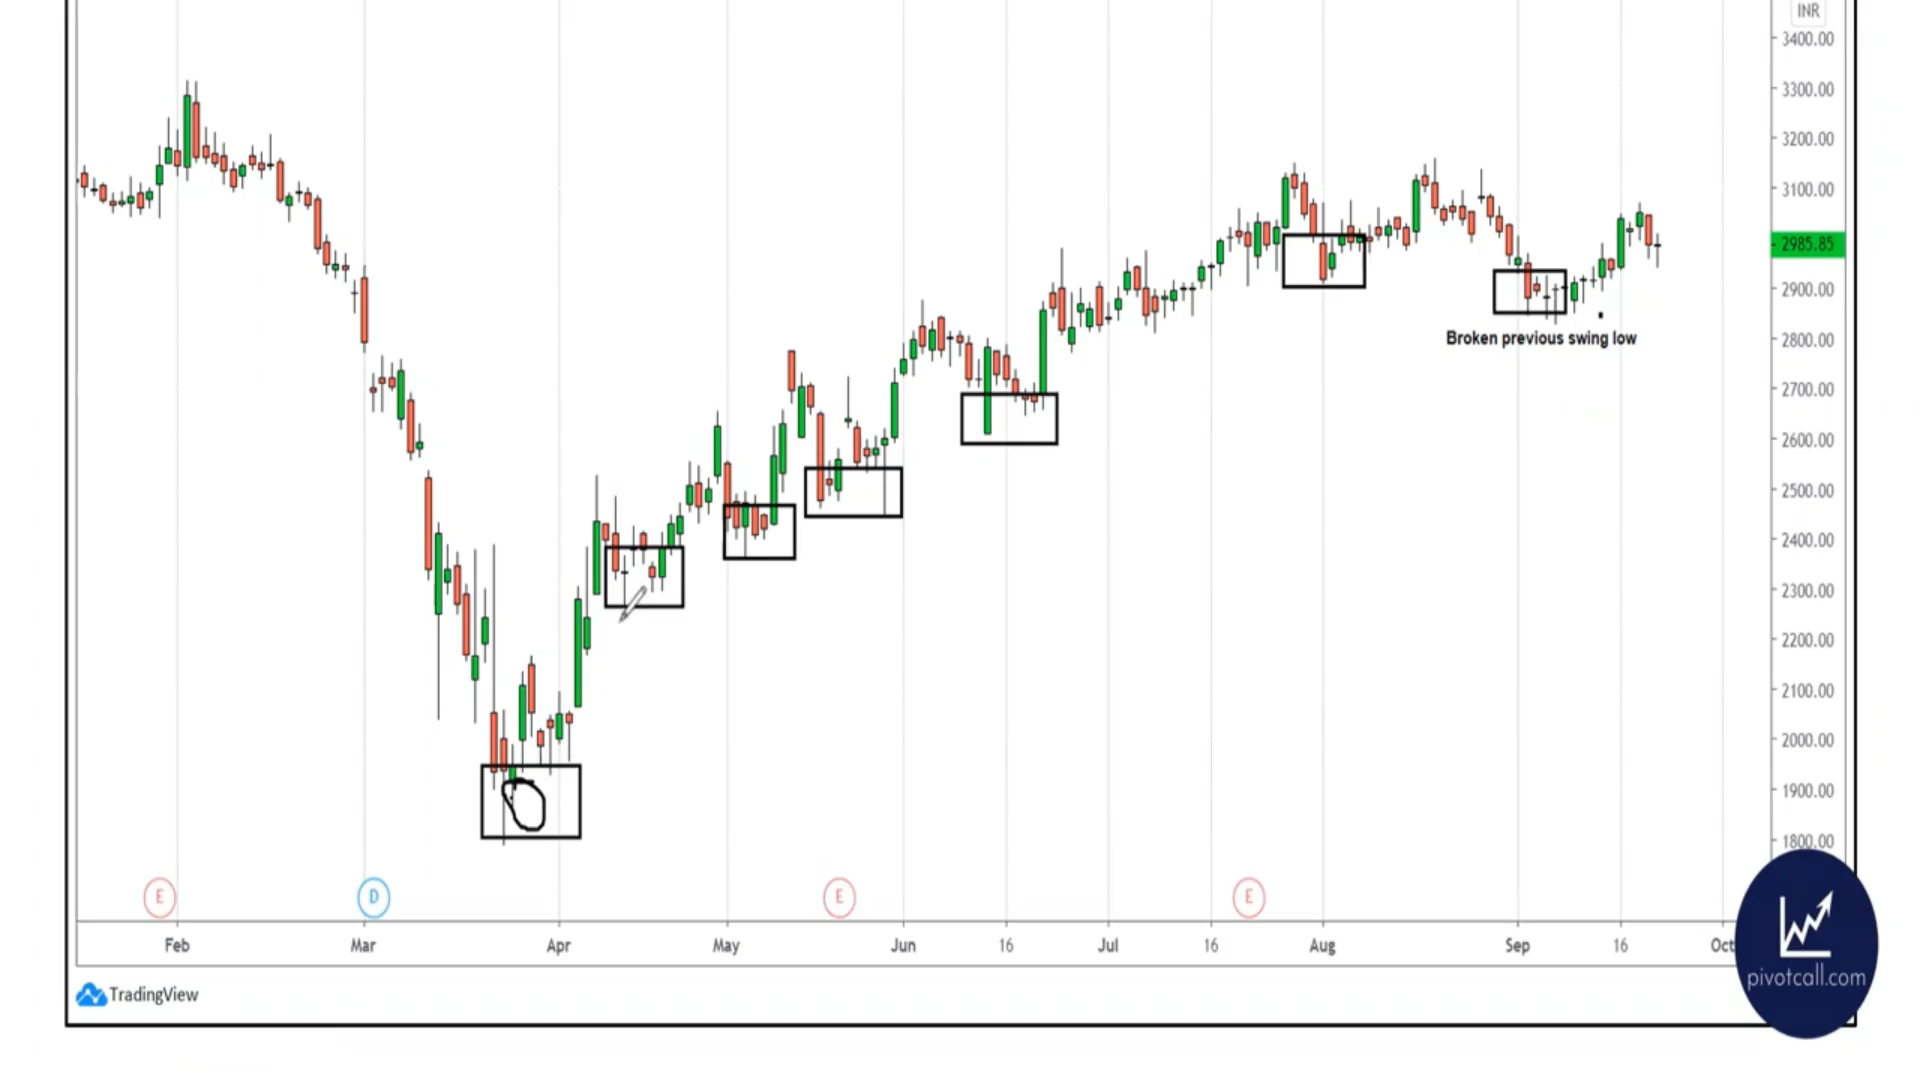 INR
3400.00
3300.00
3200.00
3100.00
2985.85
2900.00
2800.00
Broken previous swing low
2700.00
2600.00
2500.00
2400.00
2300.00
2200.00
2100.00
2000.00
1900.00
1800.00
E D E E
Feb Mar Apr May Jun 16 Jul 16 Aug Sep 16 Oct
pivotcall.com
TradingView